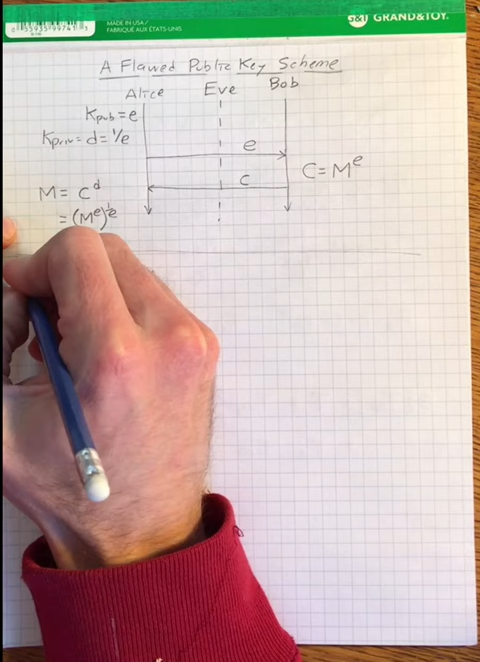 MADE IN USA /
FABRIQUÉ AUX ÉTATS-UNIS
G&T GRAND&TOY.
A Flawed Public Key Scheme
Alice Eve Bob
Kpub = e
Kpriv = d = 1/e
e
C = M^e
c
M = C^d
= (M^e)^1/e